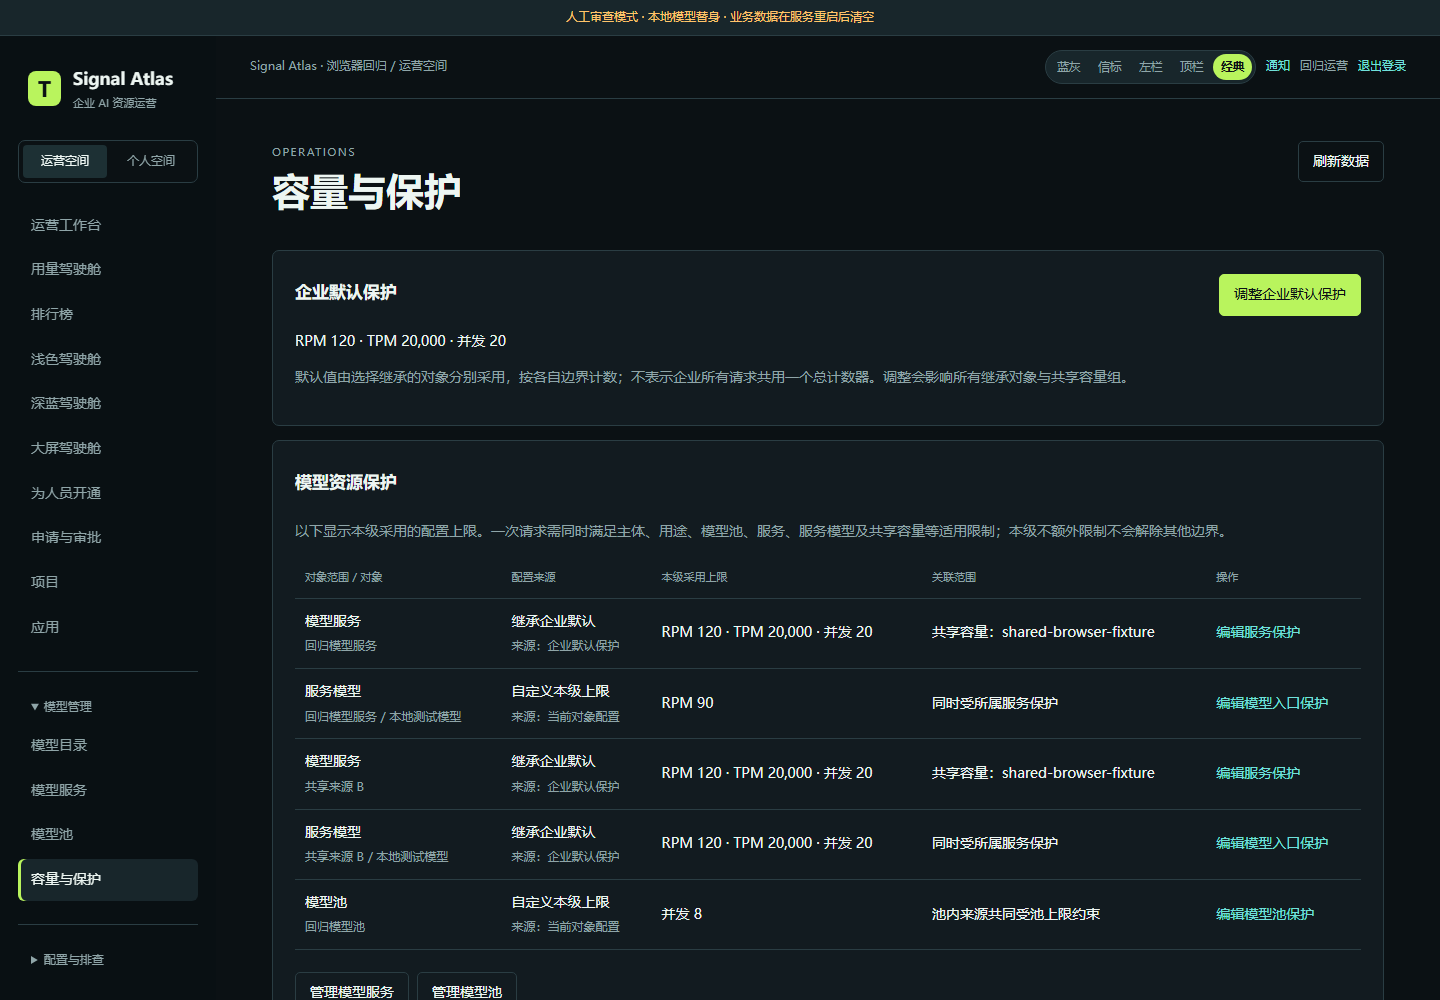 人工审查模式 · 本地模型替身 · 业务数据在服务重启后清空
T
Signal Atlas
企业 AI 资源运营
Signal Atlas · 浏览器回归 / 运营空间
蓝灰 信标 左栏 顶栏 经典 通知 回归运营 退出登录
运营空间 个人空间
运营工作台
用量驾驶舱
排行榜
浅色驾驶舱
深蓝驾驶舱
大屏驾驶舱
为人员开通
申请与审批
项目
应用
▼ 模型管理
模型目录
模型服务
模型池
容量与保护
▶ 配置与排查
OPERATIONS
容量与保护
刷新数据
企业默认保护
调整企业默认保护
RPM 120 · TPM 20,000 · 并发 20
默认值由选择继承的对象分别采用，按各自边界计数；不表示企业所有请求共用一个总计数器。调整会影响所有继承对象与共享容量组。
模型资源保护
以下显示本级采用的配置上限。一次请求需同时满足主体、用途、模型池、服务、服务模型及共享容量等适用限制；本级不额外限制不会解除其他边界。
对象范围 / 对象 配置来源 本级采用上限 关联范围 操作
模型服务 继承企业默认 RPM 120 · TPM 20,000 · 并发 20 共享容量：shared-browser-fixture 编辑服务保护
回归模型服务 来源：企业默认保护
服务模型 自定义本级上限 RPM 90 同时受所属服务保护 编辑模型入口保护
回归模型服务 / 本地测试模型 来源：当前对象配置
模型服务 继承企业默认 RPM 120 · TPM 20,000 · 并发 20 共享容量：shared-browser-fixture 编辑服务保护
共享来源 B 来源：企业默认保护
服务模型 继承企业默认 RPM 120 · TPM 20,000 · 并发 20 同时受所属服务保护 编辑模型入口保护
共享来源 B / 本地测试模型 来源：企业默认保护
模型池 自定义本级上限 并发 8 池内来源共同受池上限约束 编辑模型池保护
回归模型池 来源：当前对象配置
管理模型服务 管理模型池